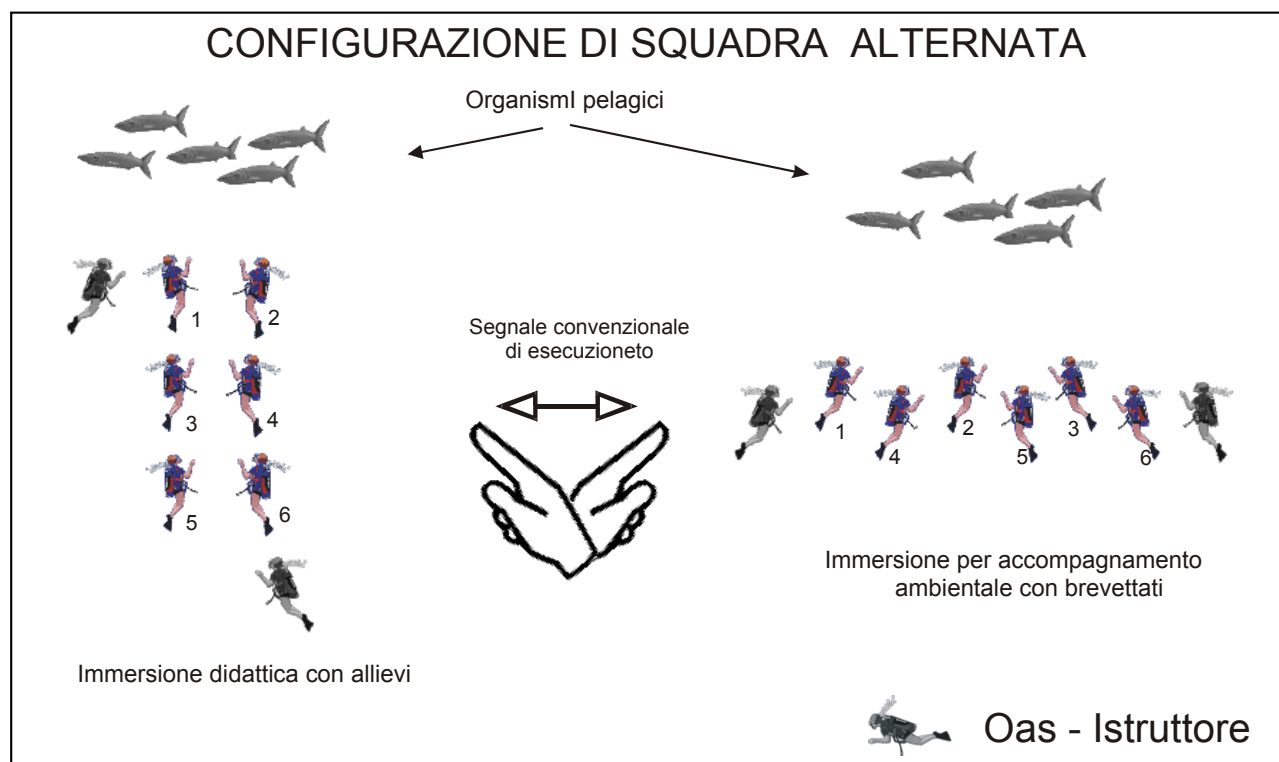 CONFIGURAZIONE DI SQUADRA ALTERNATA
OrganismI pelagici
1
2
3
4
5
6
Immersione didattica con allievi
Segnale convenzionale
di esecuzioneto
1
4
2
5
3
6
Immersione per accompagnamento
ambientale con brevettati
Oas - Istruttore